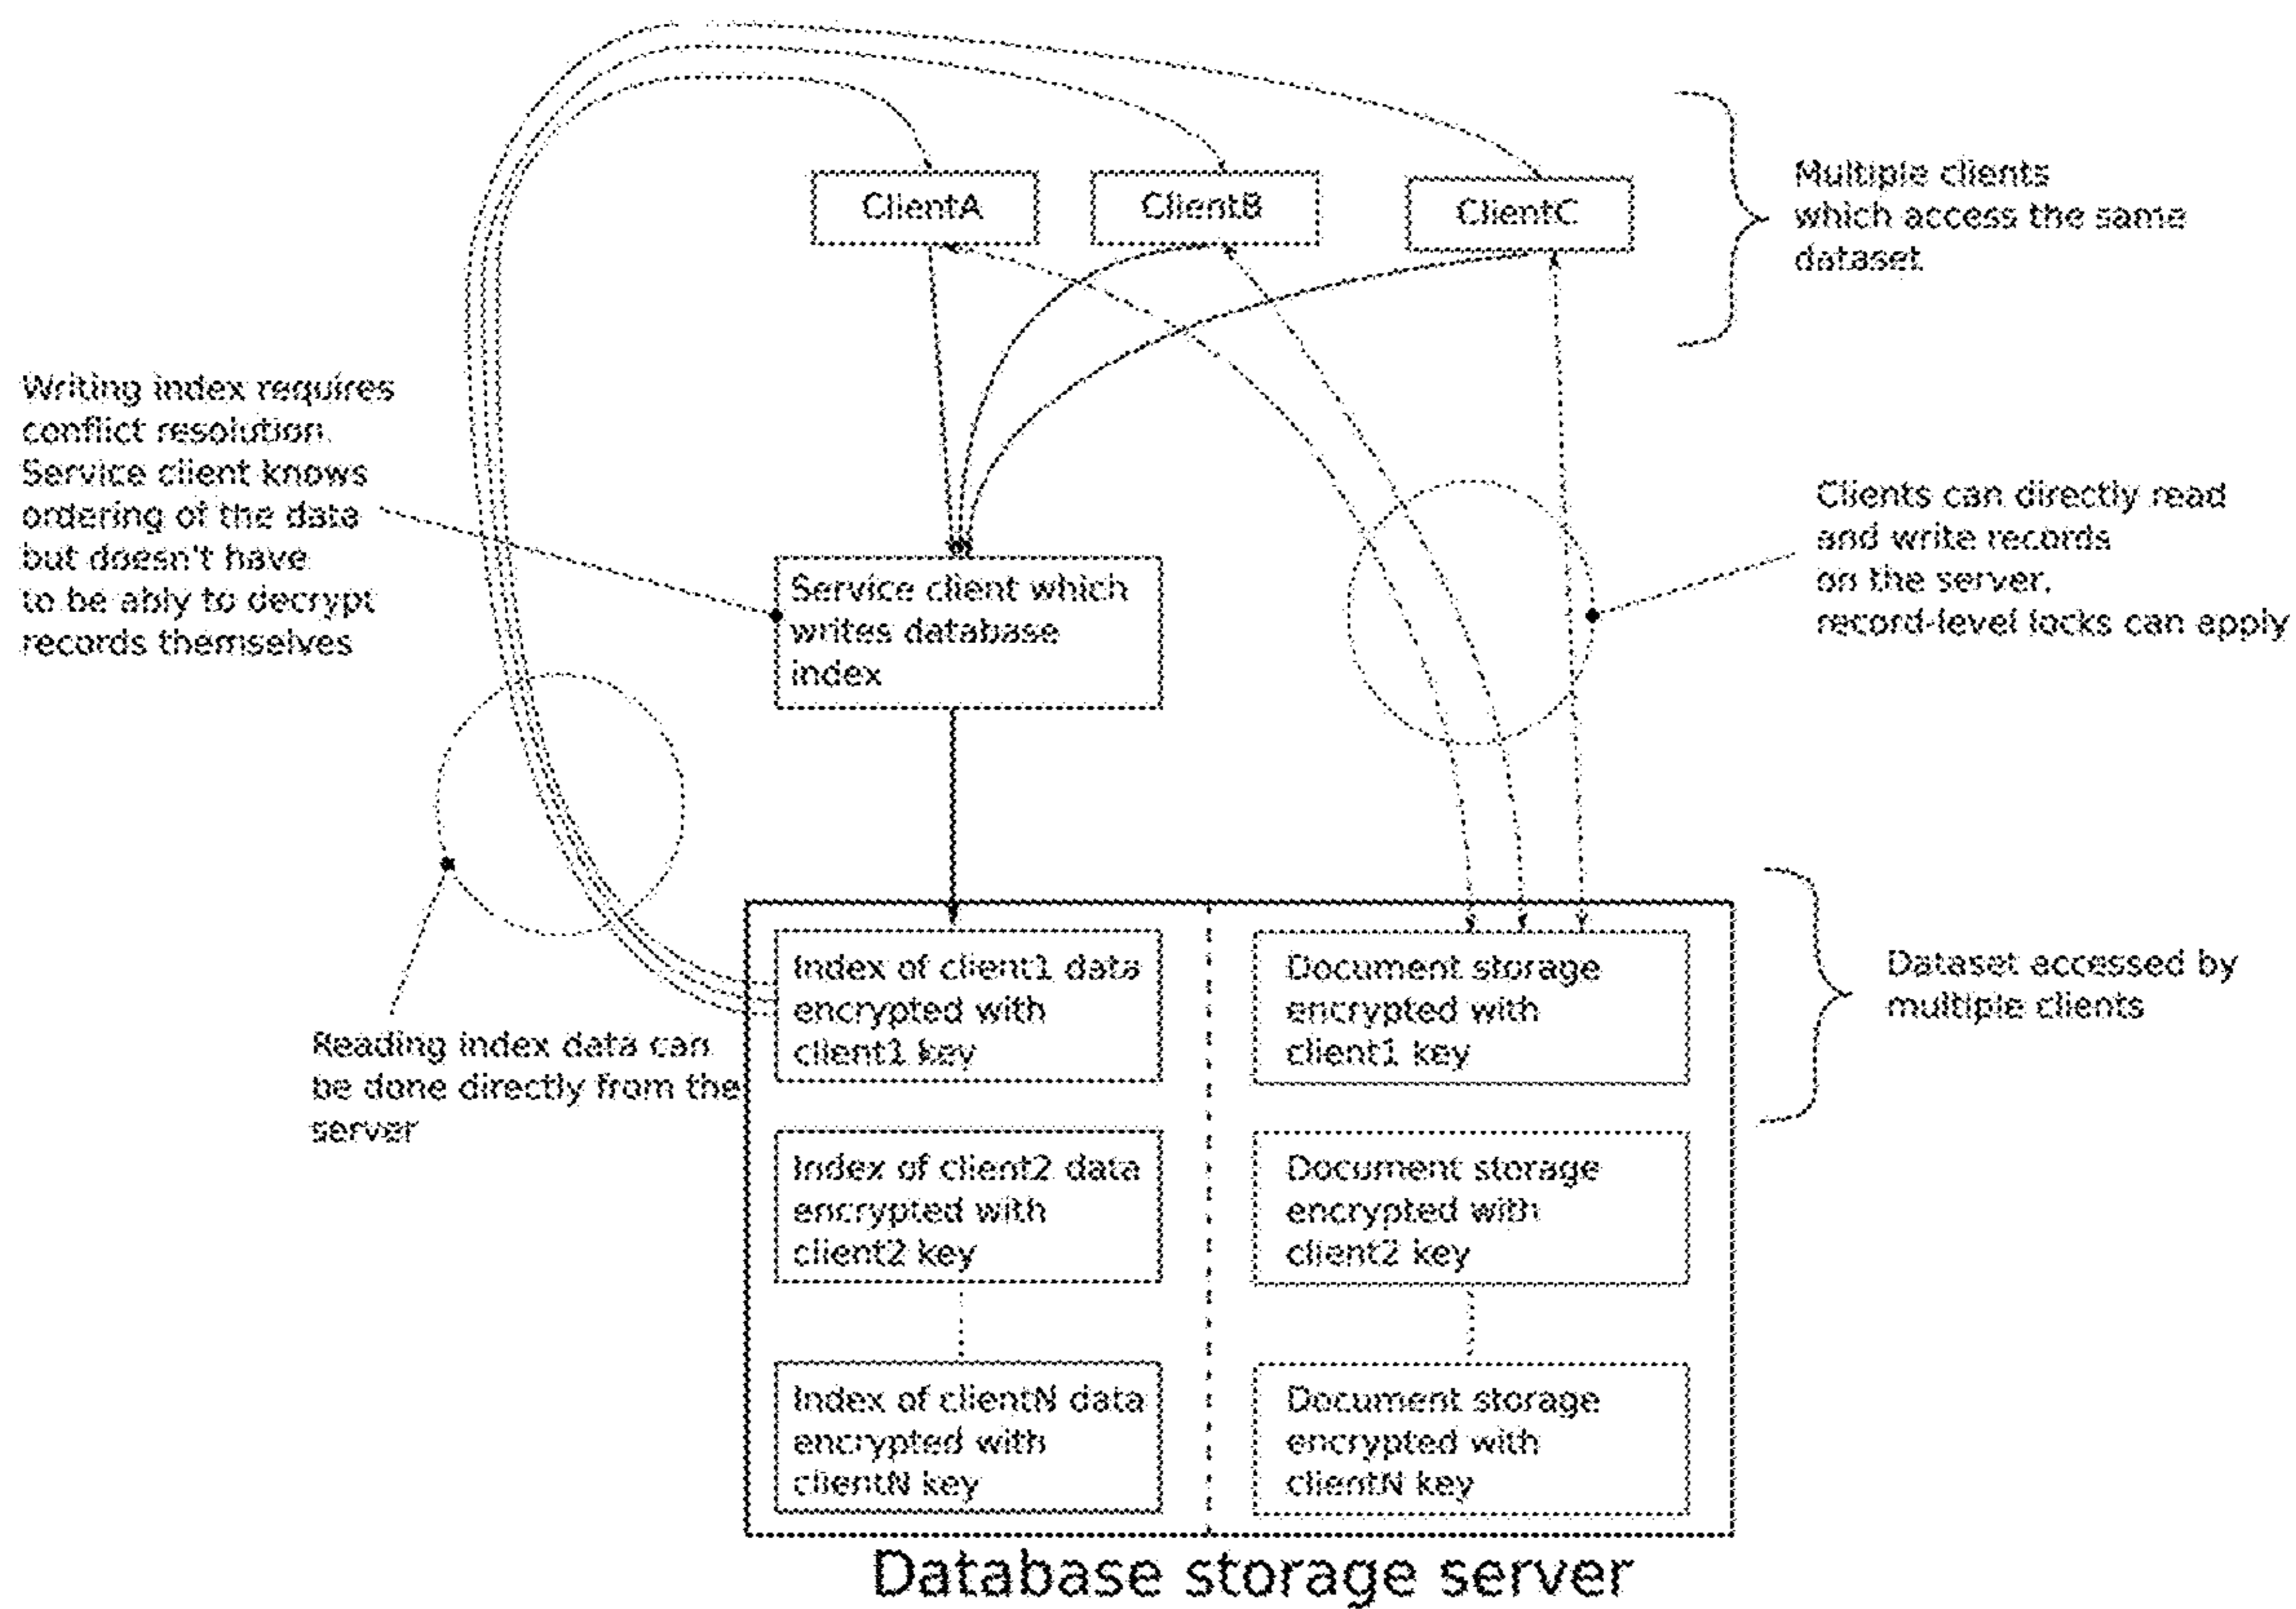 ClientA
ClientB
ClientC
Multiple clients
which access the same
dataset
Writing index requires
conflict resolution.
Service client knows
ordering of the data
but doesn't have
to be ably to decrypt
records themselves
Clients can directly read
and write records
on the server,
record-level locks can apply
Service client which
writes database
index
Reading index data can
be done directly from the
server
Index of client1 data
encrypted with
client1 key
Document storage
encrypted with
client1 key
Dataset accessed by
multiple clients
Index of client2 data
encrypted with
client2 key
Document storage
encrypted with
client2 key
Index of clientN data
encrypted with
clientN key
Document storage
encrypted with
clientN key
Database storage server